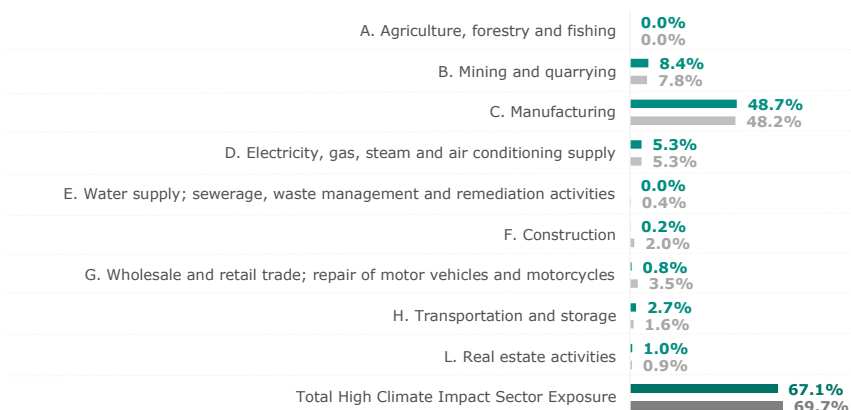 A. Agriculture, forestry and fishing
0.0%
0.0%
B. Mining and quarrying
8.4%
7.8%
C. Manufacturing
48.7%
48.2%
D. Electricity, gas, steam and air conditioning supply
5.3%
5.3%
E. Water supply; sewerage, waste management and remediation activities
0.0%
0.4%
F. Construction
0.2%
2.0%
G. Wholesale and retail trade; repair of motor vehicles and motorcycles
0.8%
3.5%
H. Transportation and storage
2.7%
1.6%
L. Real estate activities
1.0%
0.9%
Total High Climate Impact Sector Exposure
67.1%
69.7%